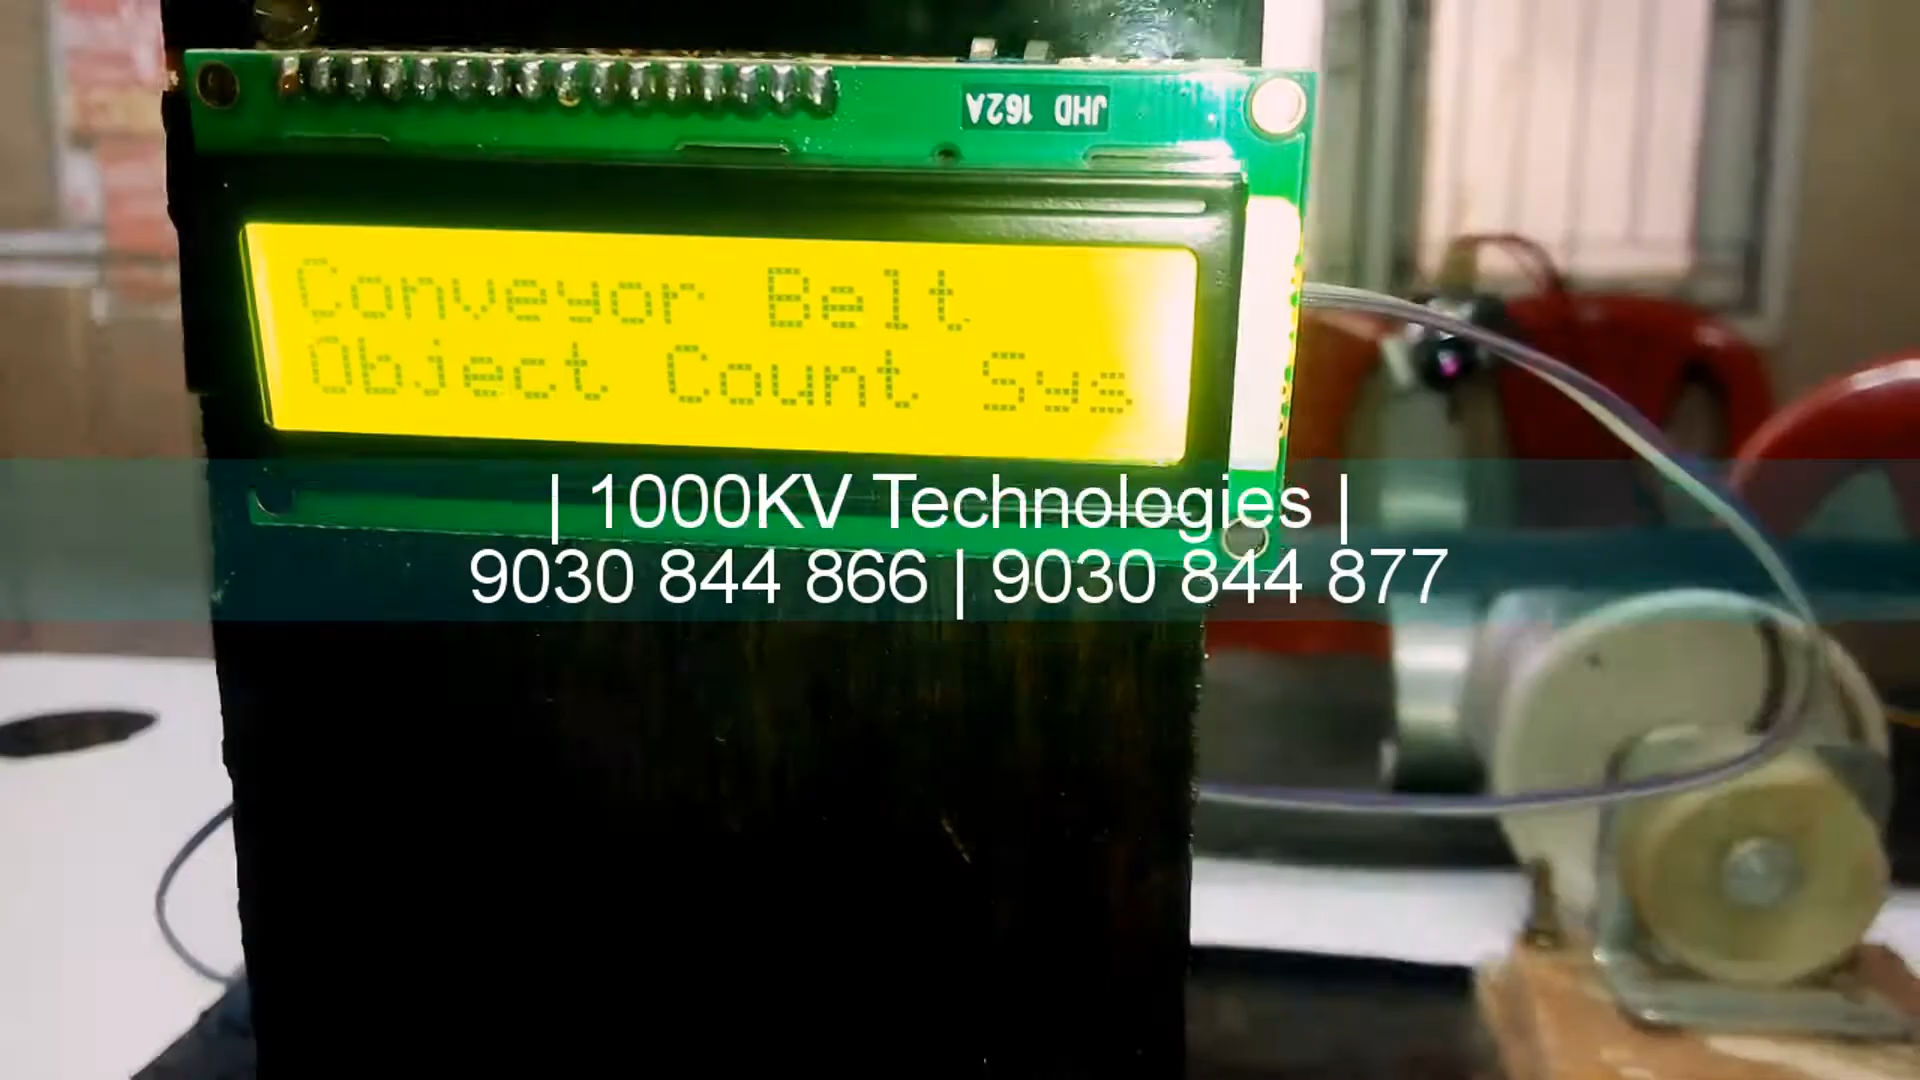 JHD 162A
Conveyor Belt
Object Count Sys
| 1000KV Technologies |
9030 844 866 | 9030 844 877